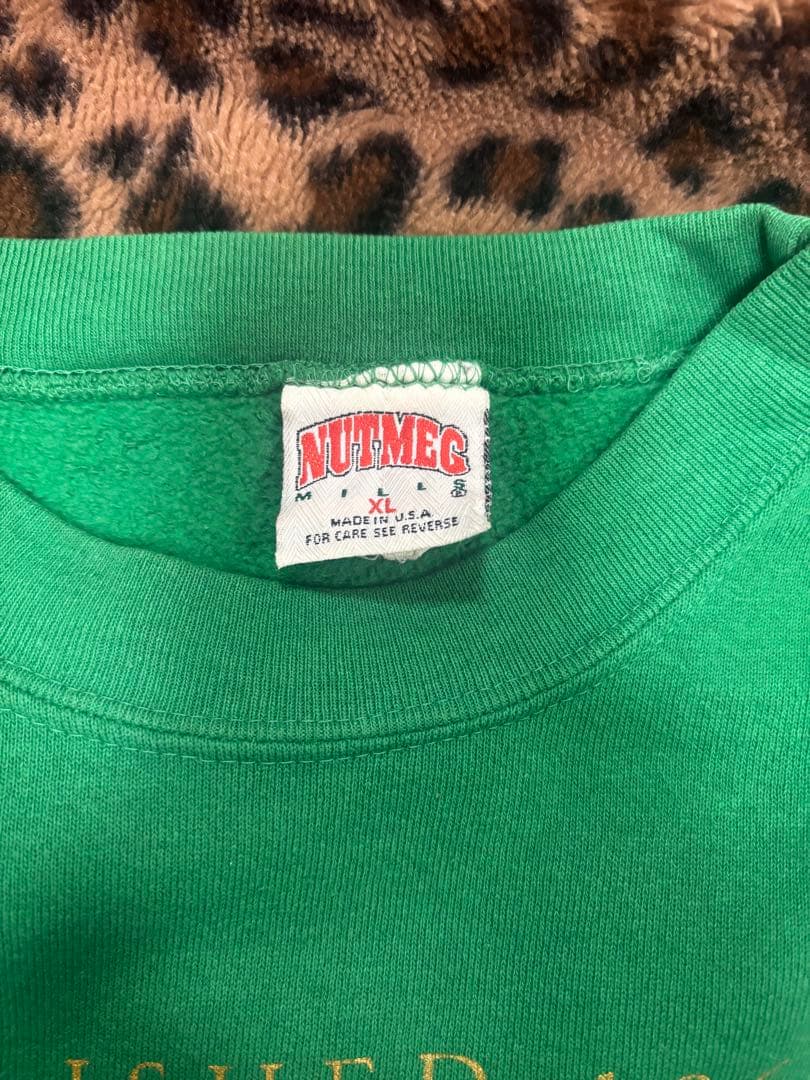 NUTMEG
MILLS
XL
MADE IN U.S.A
FOR CARE SEE REVERSE